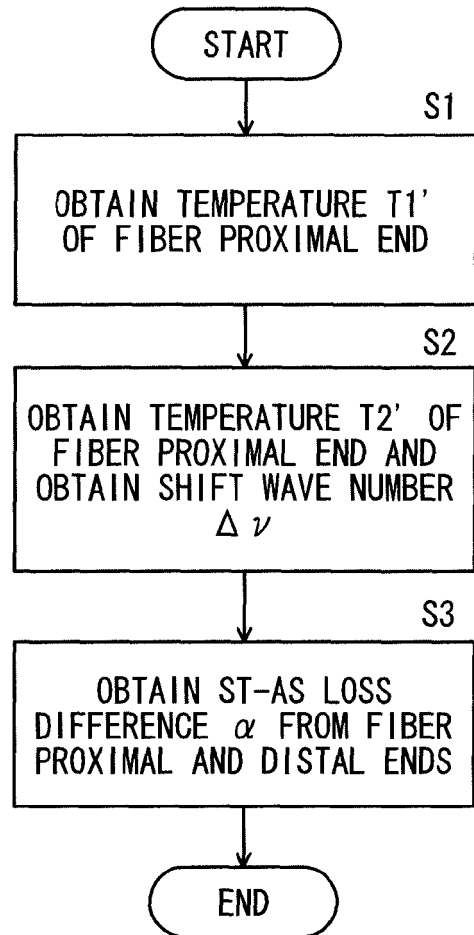 START
S1
OBTAIN TEMPERATURE T1'
OF FIBER PROXIMAL END
S2
OBTAIN TEMPERATURE T2' OF
FIBER PROXIMAL END AND
OBTAIN SHIFT WAVE NUMBER
Δν
S3
OBTAIN ST-AS LOSS
DIFFERENCE α FROM FIBER
PROXIMAL AND DISTAL ENDS
END